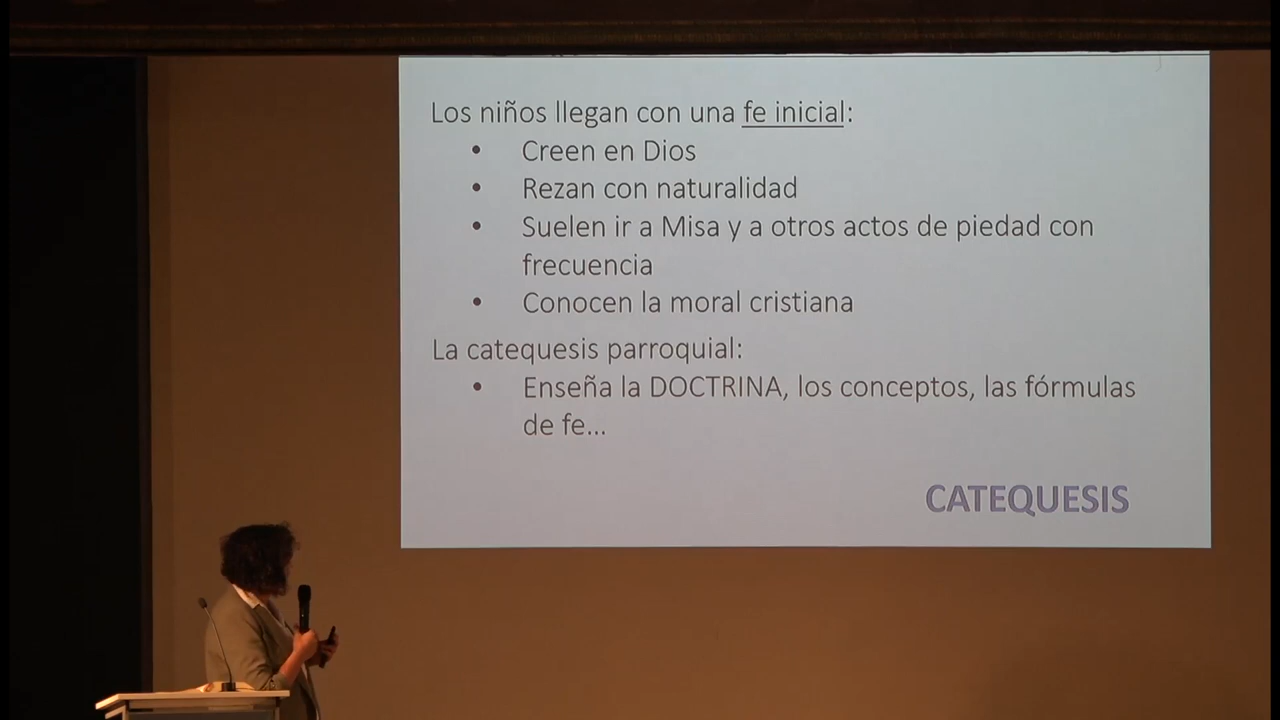 Los niños llegan con una fe inicial:
• Creen en Dios
• Rezan con naturalidad
• Suelen ir a Misa y a otros actos de piedad con
frecuencia
• Conocen la moral cristiana
La catequesis parroquial:
• Enseña la DOCTRINA, los conceptos, las fórmulas
de fe...
CATEQUESIS